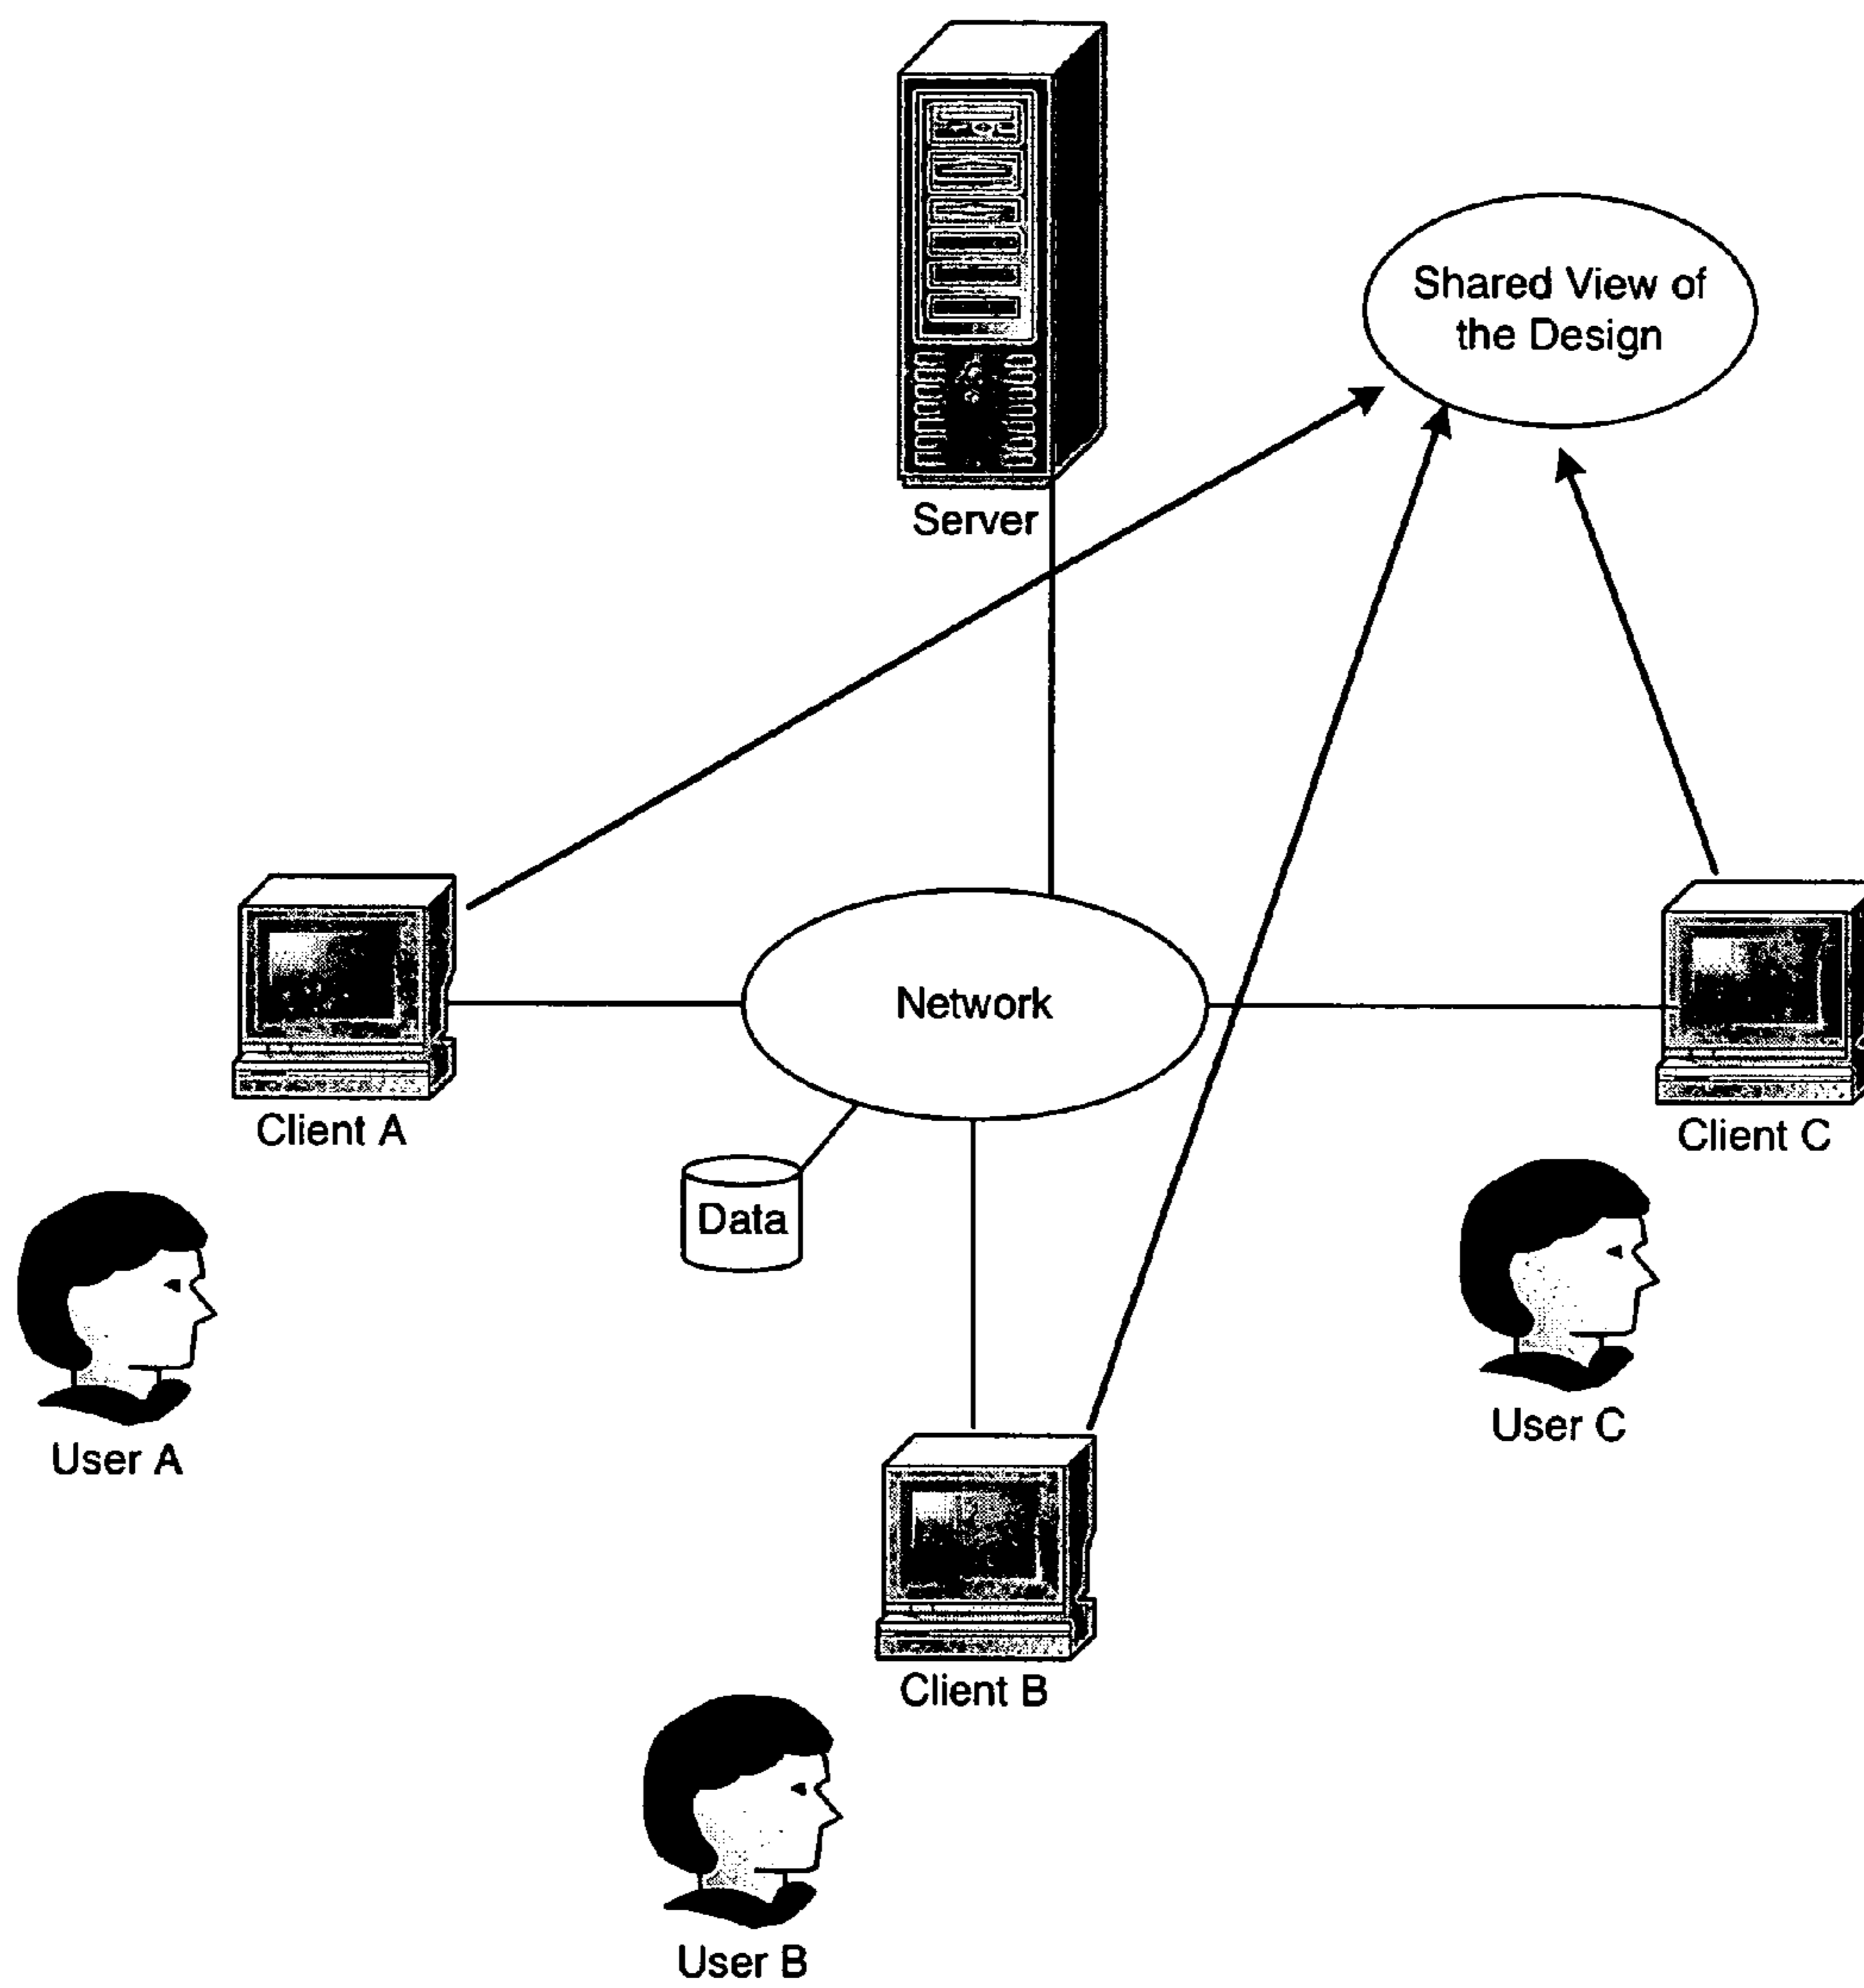 Shared View of
the Design
Server
Network
Client A
Client C
Data
User C
User A
Client B
User B